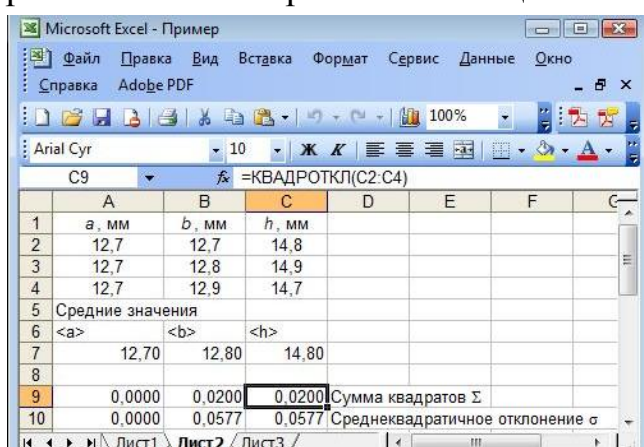 Microsoft Excel - Пример
Файл Правка Вид Вставка Формат Сервис Данные Окно
Справка Adobe PDF
100%
Arial Cyr 10 Ж К
C9 fx =КВАДРОТКЛ(C2:C4)
A B C D E F G
1 a, мм b, мм h, мм
2 12,7 12,7 14,8
3 12,7 12,8 14,9
4 12,7 12,9 14,7
5 Средние значения
6 <a> <b> <h>
7 12,70 12,80 14,80
8
9 0,0000 0,0200 0,0200 Сумма квадратов Σ
10 0,0000 0,0577 0,0577 Среднеквадратичное отклонение σ
Лист1 Лист2 Лист3